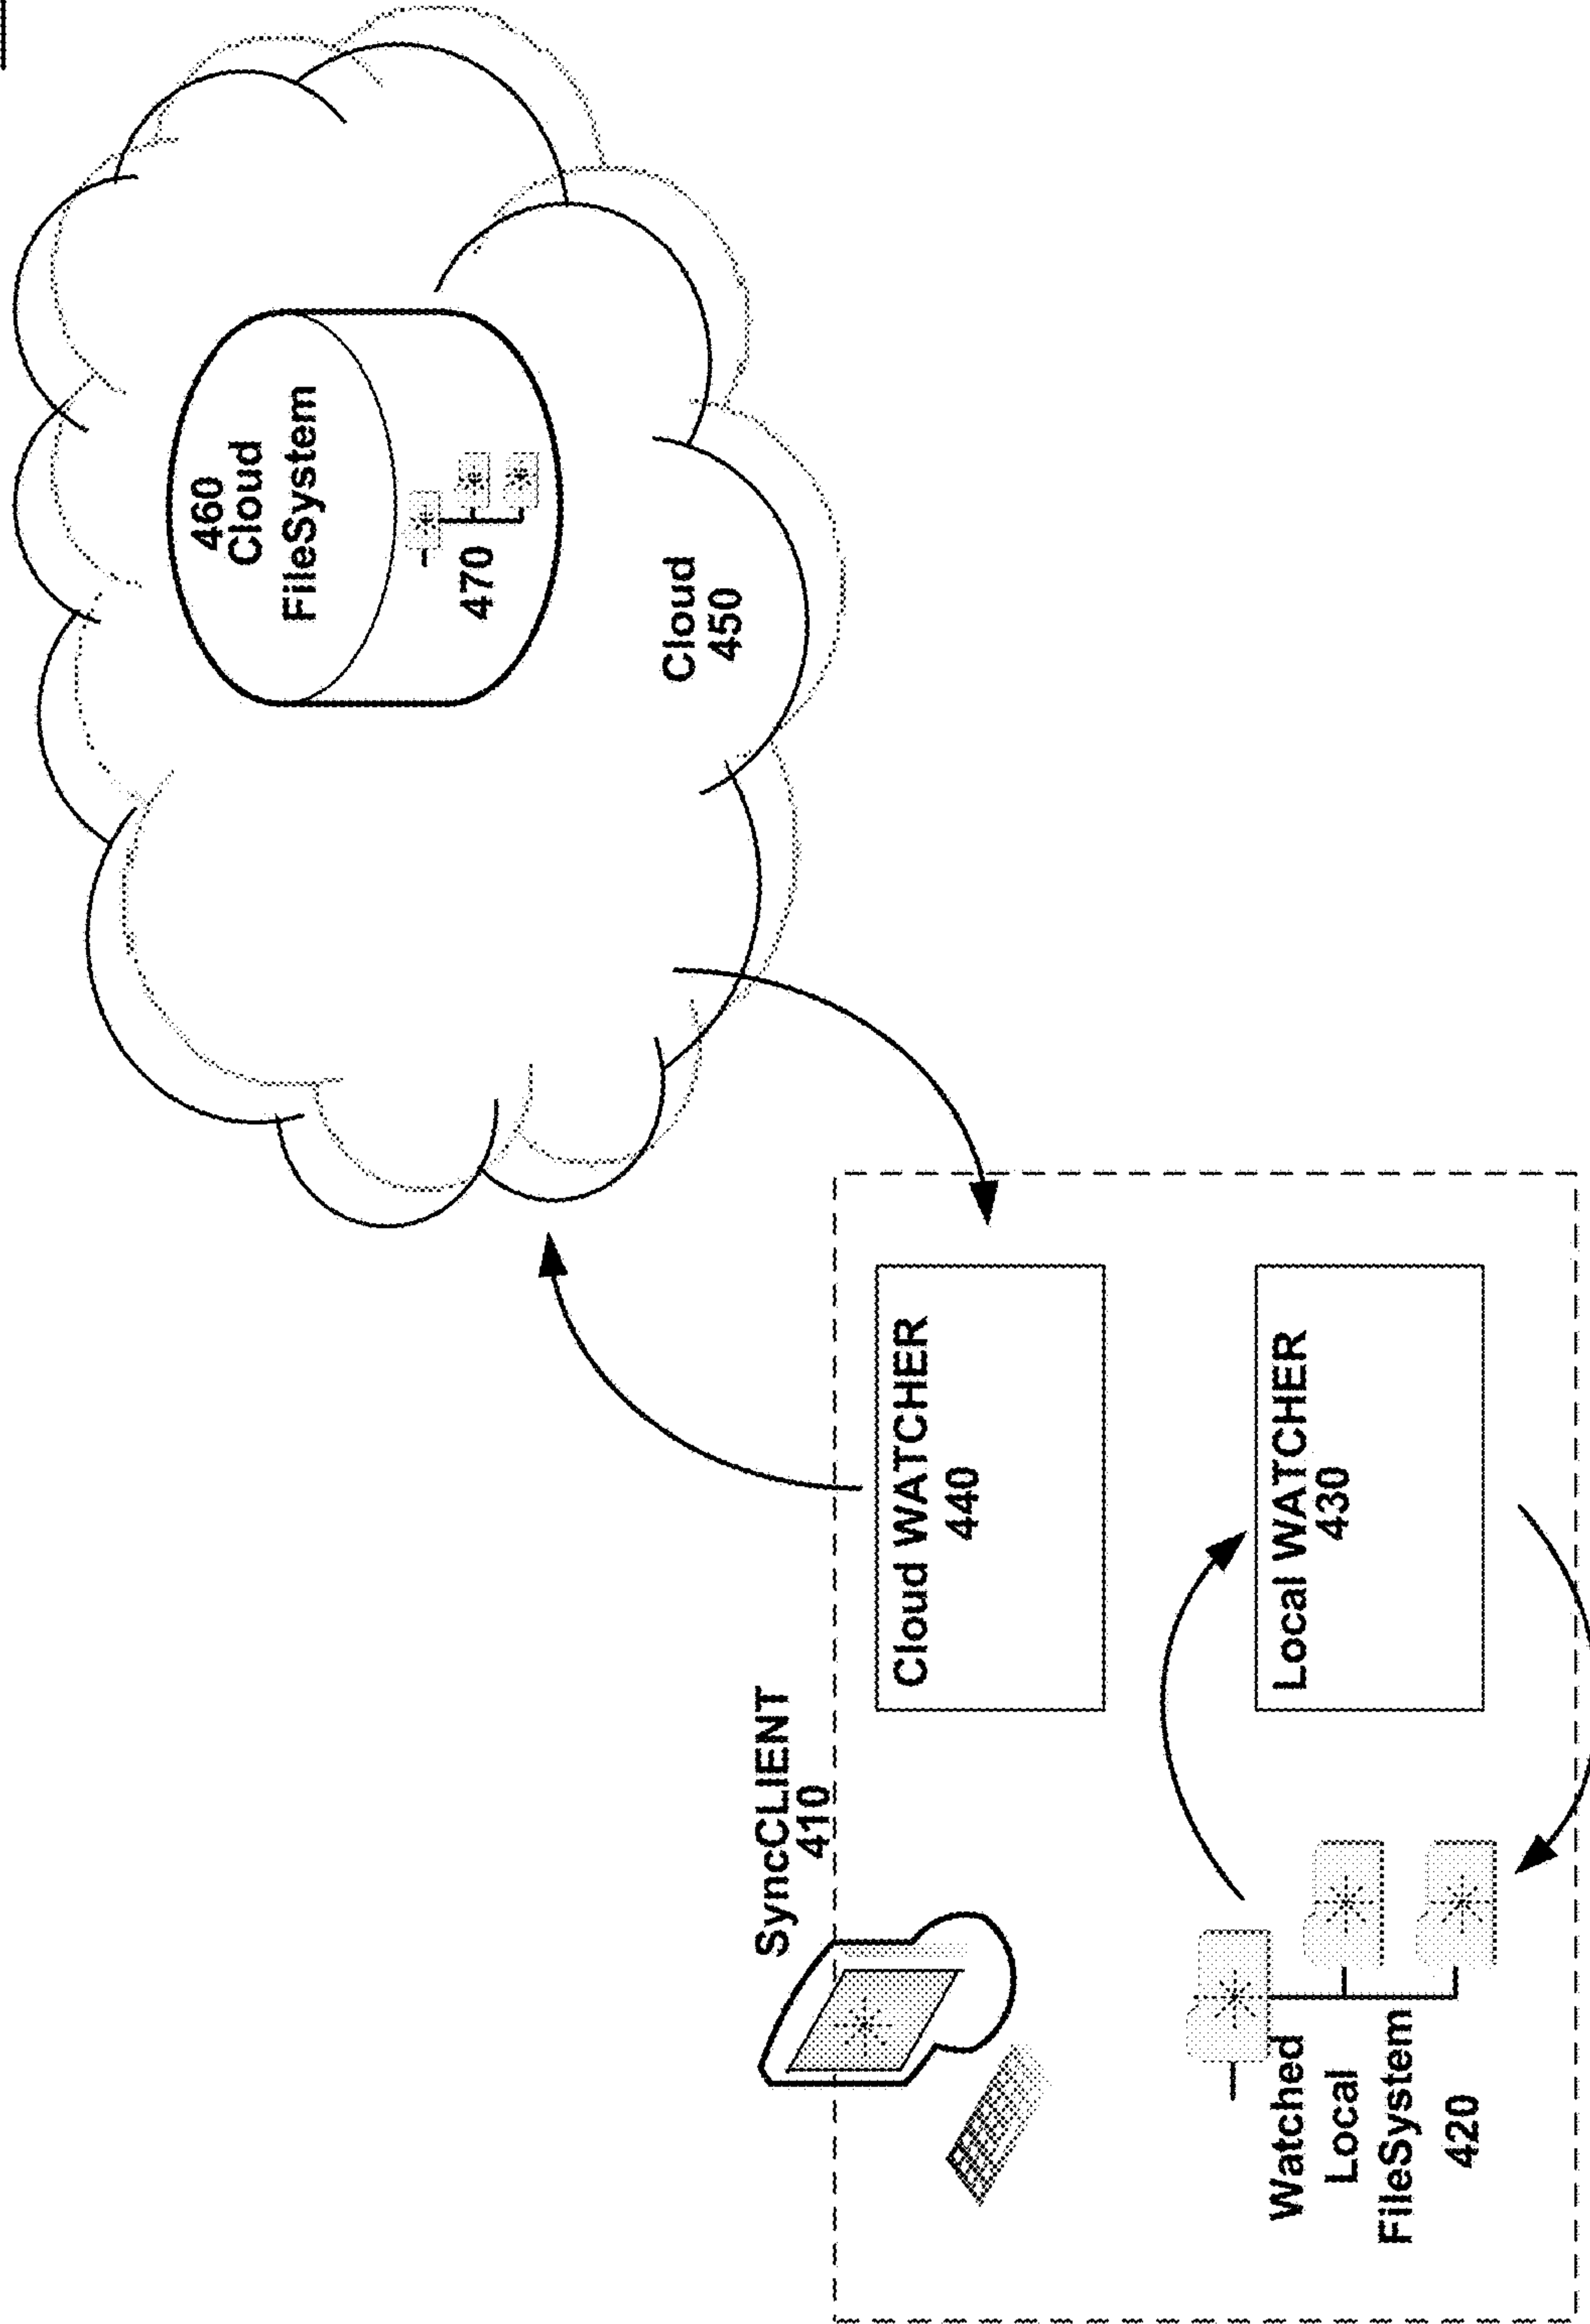 460
Cloud
FileSystem
470
Cloud
450
SyncCLIENT
410
Cloud WATCHER
440
Local WATCHER
430
Watched
Local
FileSystem
420